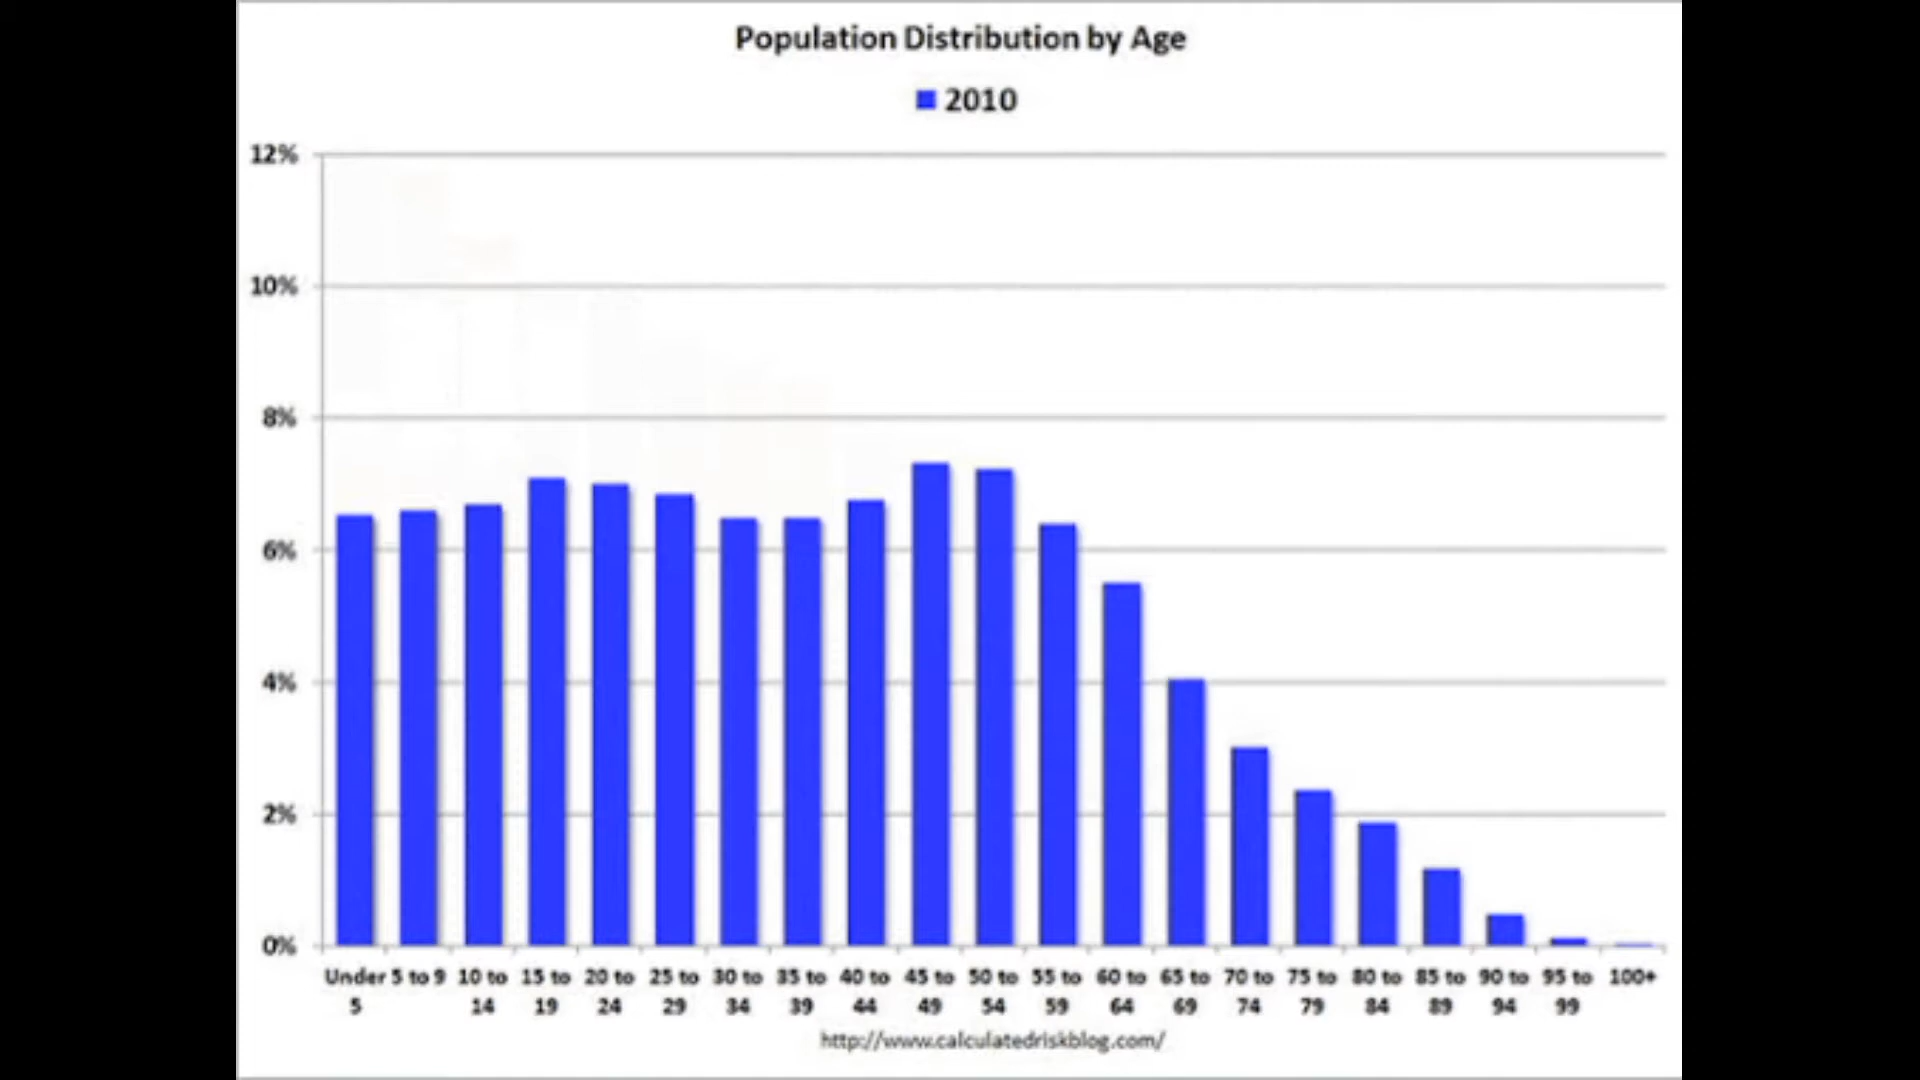 Population Distribution by Age
2010
12%
10%
8%
6%
4%
2%
0%
Under 5 to 9 10 to 15 to 20 to 25 to 30 to 35 to 40 to 45 to 50 to 55 to 60 to 65 to 70 to 75 to 80 to 85 to 90 to 95 to 100+
5 14 19 24 29 34 39 44 49 54 59 64 69 74 79 84 89 94 99
http://www.calculatedriskblog.com/